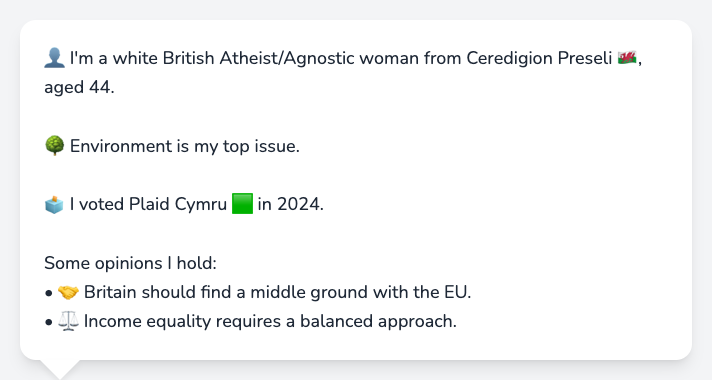 👤 I'm a white British Atheist/Agnostic woman from Ceredigion Preseli 🏴󠁧󠁢󠁷󠁬󠁳󠁿,
aged 44.
🌳 Environment is my top issue.
🗳️ I voted Plaid Cymru 🟩 in 2024.
Some opinions I hold:
• 🤝 Britain should find a middle ground with the EU.
• ⚖️ Income equality requires a balanced approach.